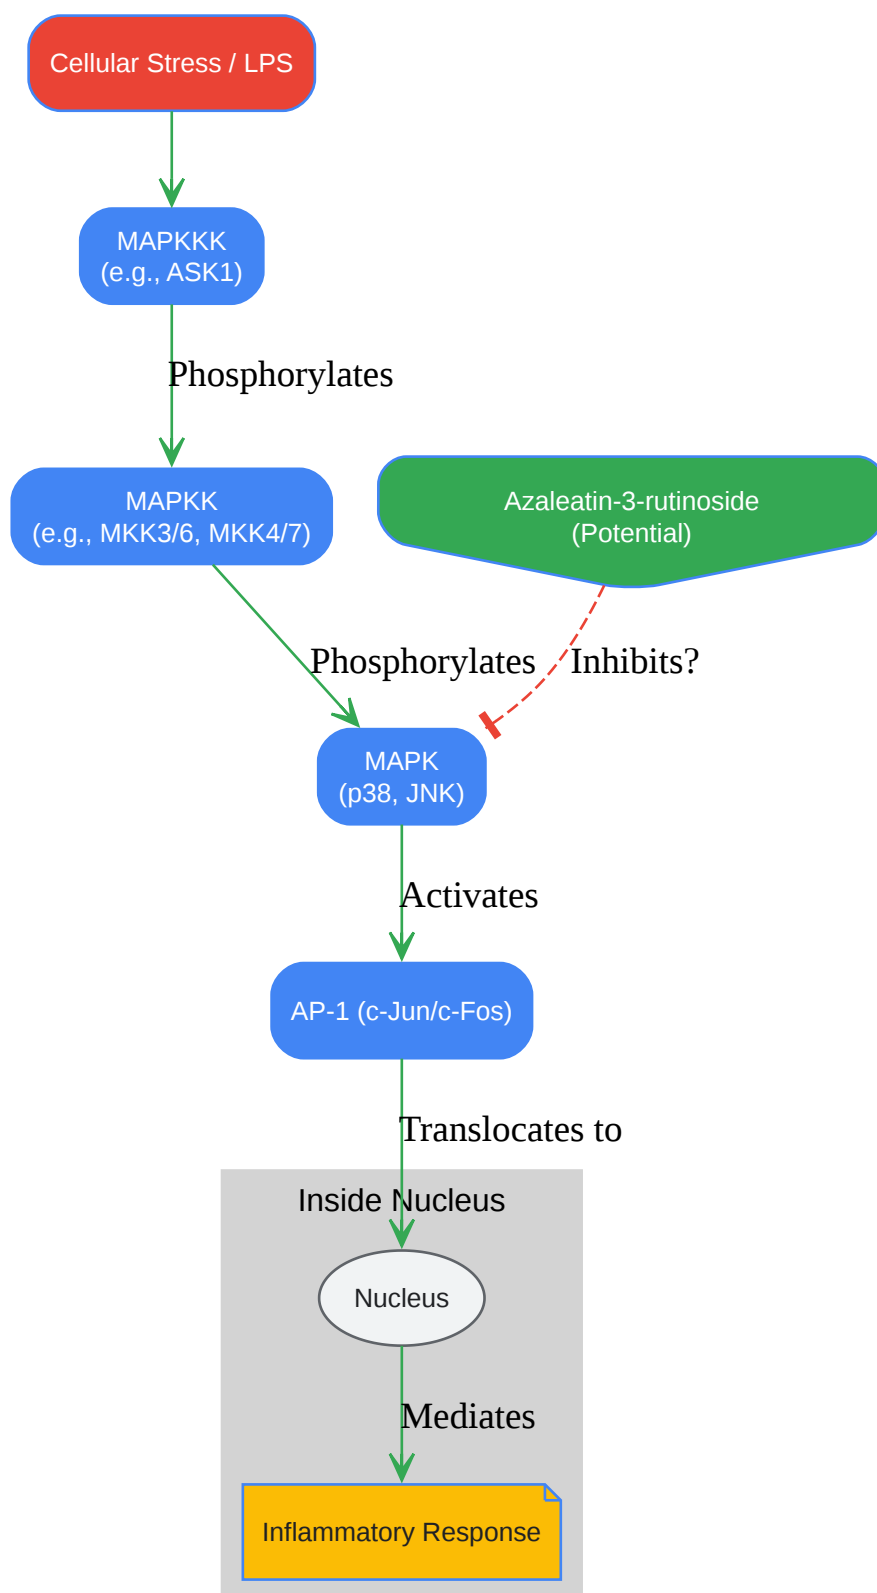 Cellular Stress / LPS
MAPKKK
(e.g., ASK1)
Phosphorylates
MAPKK
(e.g., MKK3/6, MKK4/7)
Azaleatin-3-rutinoside
(Potential)
Phosphorylates
Inhibits?
MAPK
(p38, JNK)
Activates
AP-1 (c-Jun/c-Fos)
Translocates to
Inside Nucleus
Nucleus
Mediates
Inflammatory Response